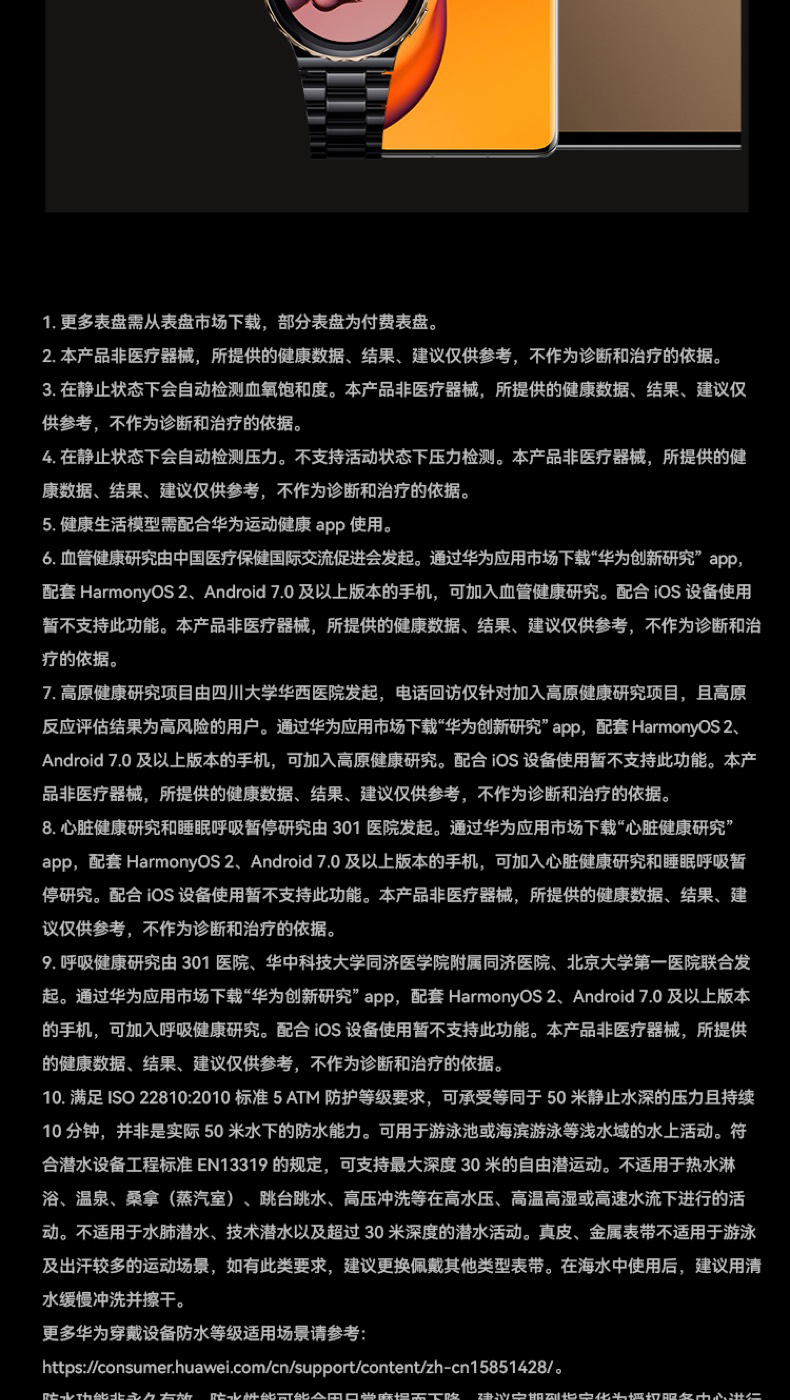 1. 更多表盘需从表盘市场下载，部分表盘为付费表盘。
2. 本产品非医疗器械，所提供的健康数据、结果、建议仅供参考，不作为诊断和治疗的依据。
3. 在静止状态下会自动检测血氧饱和度。本产品非医疗器械，所提供的健康数据、结果、建议仅
供参考，不作为诊断和治疗的依据。
4. 在静止状态下会自动检测压力。不支持活动状态下压力检测。本产品非医疗器械，所提供的健
康数据、结果、建议仅供参考，不作为诊断和治疗的依据。
5. 健康生活模型需配合华为运动健康 app 使用。
6. 血管健康研究由中国医疗保健国际交流促进会发起。通过华为应用市场下载“华为创新研究” app，
配套 HarmonyOS 2、Android 7.0 及以上版本的手机，可加入血管健康研究。配合 iOS 设备使用
暂不支持此功能。本产品非医疗器械，所提供的健康数据、结果、建议仅供参考，不作为诊断和治
疗的依据。
7. 高原健康研究项目由四川大学华西医院发起，电话回访仅针对加入高原健康研究项目，且高原
反应评估结果为高风险的用户。通过华为应用市场下载“华为创新研究” app，配套 HarmonyOS 2、
Android 7.0 及以上版本的手机，可加入高原健康研究。配合 iOS 设备使用暂不支持此功能。本产
品非医疗器械，所提供的健康数据、结果、建议仅供参考，不作为诊断和治疗的依据。
8. 心脏健康研究和睡眠呼吸暂停研究由 301 医院发起。通过华为应用市场下载“心脏健康研究”
app，配套 HarmonyOS 2、Android 7.0 及以上版本的手机，可加入心脏健康研究和睡眠呼吸暂
停研究。配合 iOS 设备使用暂不支持此功能。本产品非医疗器械，所提供的健康数据、结果、建
议仅供参考，不作为诊断和治疗的依据。
9. 呼吸健康研究由 301 医院、华中科技大学同济医学院附属同济医院、北京大学第一医院联合发
起。通过华为应用市场下载“华为创新研究” app，配套 HarmonyOS 2、Android 7.0 及以上版本
的手机，可加入呼吸健康研究。配合 iOS 设备使用暂不支持此功能。本产品非医疗器械，所提供
的健康数据、结果、建议仅供参考，不作为诊断和治疗的依据。
10. 满足 ISO 22810:2010 标准 5 ATM 防护等级要求，可承受等同于 50 米静止水深的压力且持续
10 分钟，并非是实际 50 米水下的防水能力。可用于游泳池或海滨游泳等浅水域的水上活动。符
合潜水设备工程标准 EN13319 的规定，可支持最大深度 30 米的自由潜运动。不适用于热水淋
浴、温泉、桑拿（蒸汽室）、跳台跳水、高压冲洗等在高水压、高温高湿或高速水流下进行的活
动。不适用于水肺潜水、技术潜水以及超过 30 米深度的潜水活动。真皮、金属表带不适用于游泳
及出汗较多的运动场景，如有此类要求，建议更换佩戴其他类型表带。在海水中使用后，建议用清
水缓慢冲洗并擦干。
更多华为穿戴设备防水等级适用场景请参考：
https://consumer.huawei.com/cn/support/content/zh-cn15851428/。
防水功能非永久有效，防水性能可能会因日常磨损而下降，建议定期到指定华为授权服务中心进行